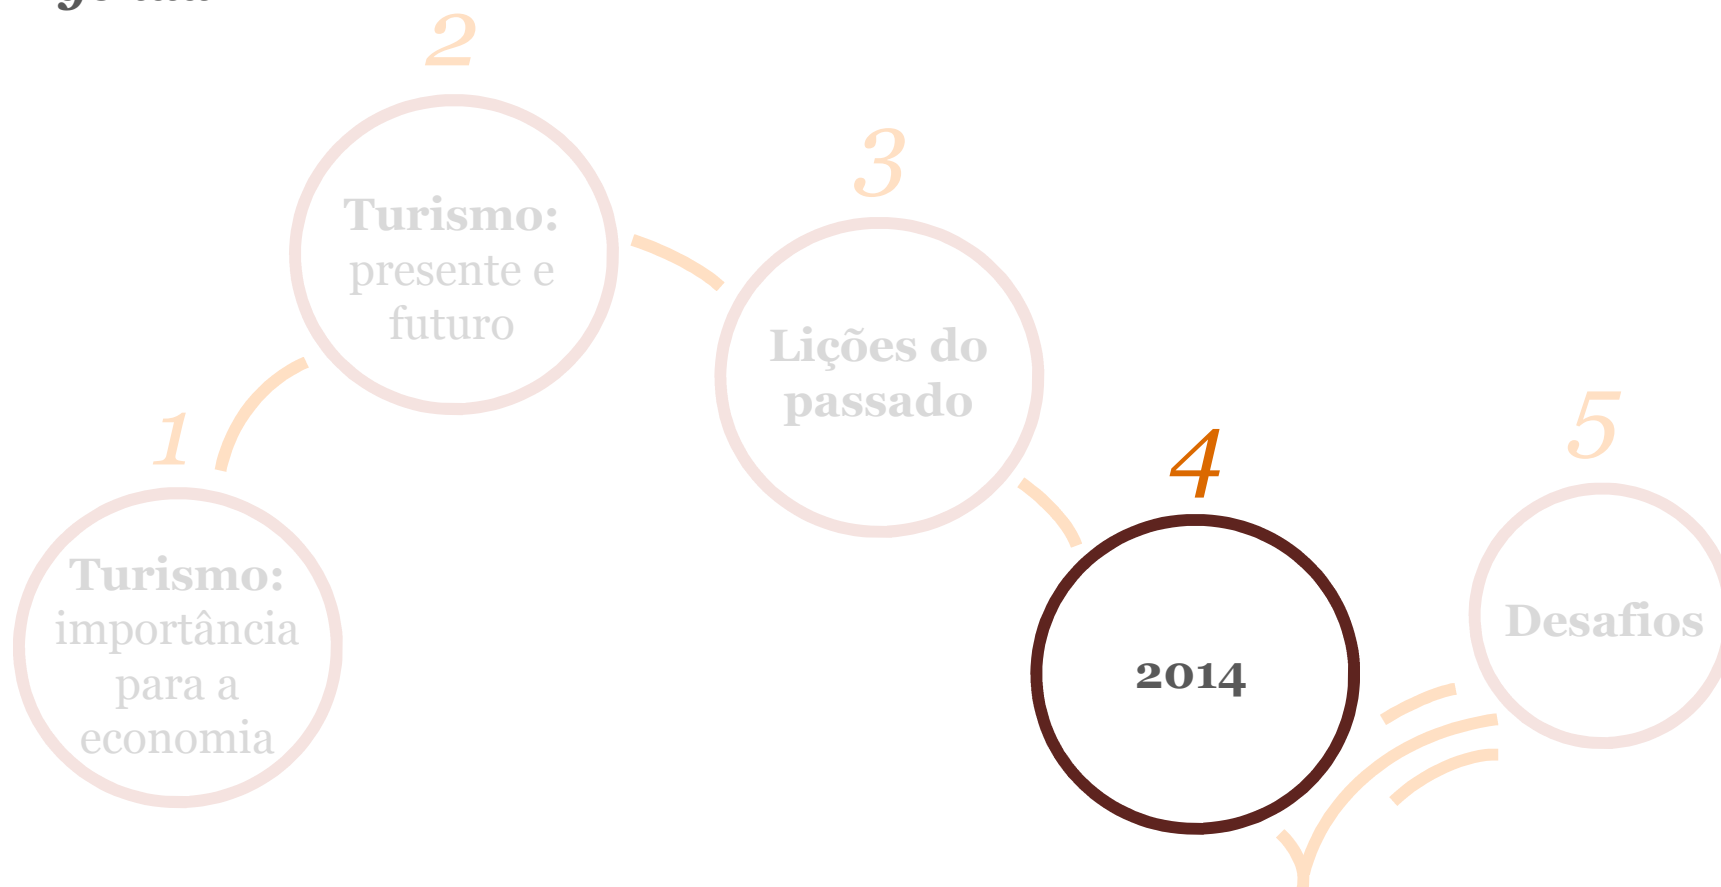 1
Turismo:
importância
para a
economia
2
Turismo:
presente e
futuro
3
Lições do
passado
4
2014
5
Desafios